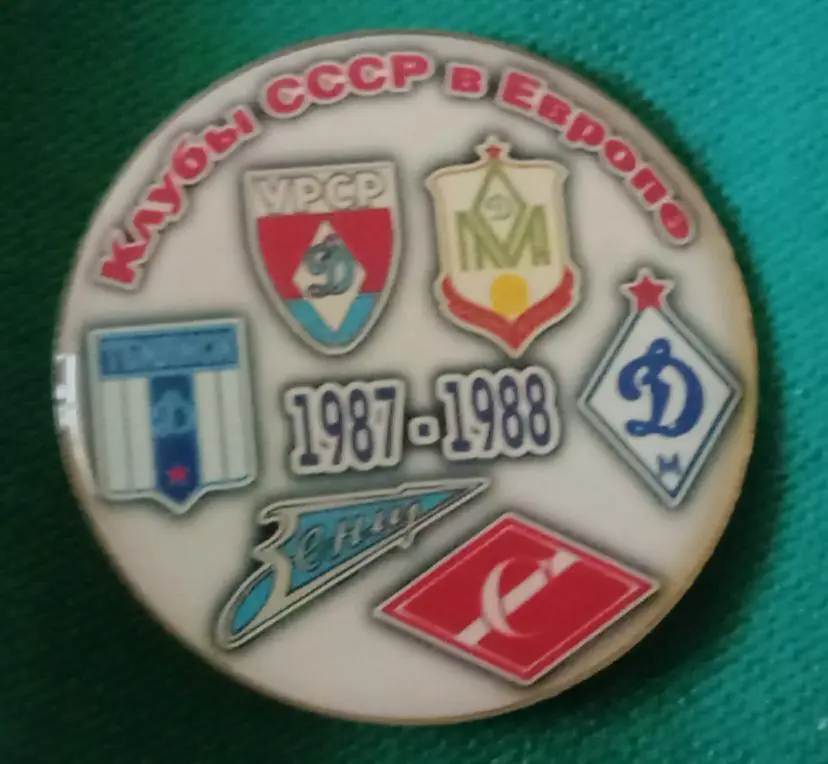 Клубы СССР в Европе
УРСР
Д
Д
М
Н
Д
Д
М
1987-1988
Зенит
С